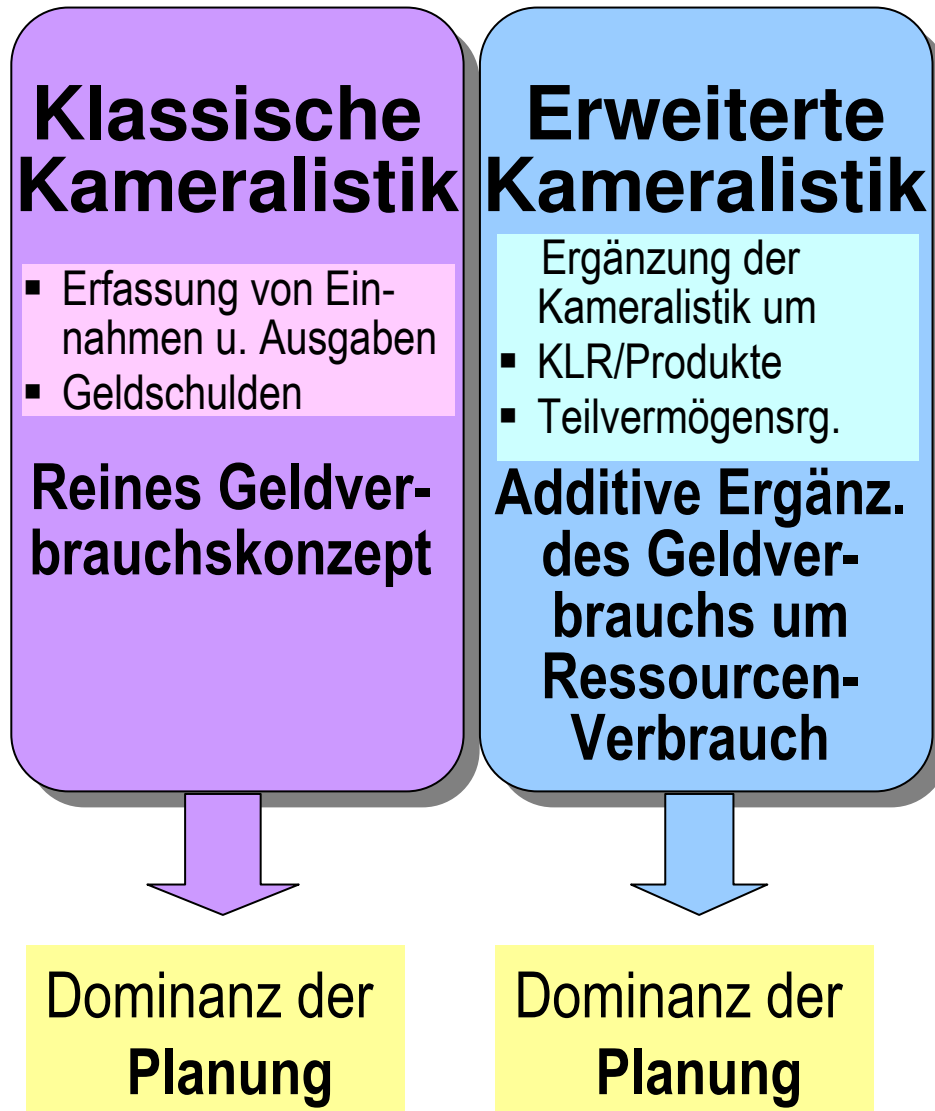 Klassische
Kameralistik
▪ Erfassung von Ein-
nahmen u. Ausgaben
▪ Geldschulden
Reines Geldver-
brauchskonzept
Dominanz der
Planung
Erweiterte
Kameralistik
Ergänzung der
Kameralistik um
▪ KLR/Produkte
▪ Teilvermögensrg.
Additive Ergänz.
des Geldver-
brauchs um
Ressourcen-
Verbrauch
Dominanz der
Planung